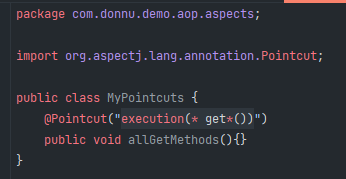 package com.donnu.demo.aop.aspects;
import org.aspectj.lang.annotation.Pointcut;
public class MyPointcuts {
@Pointcut("execution(* get*())")
public void allGetMethods(){}
}